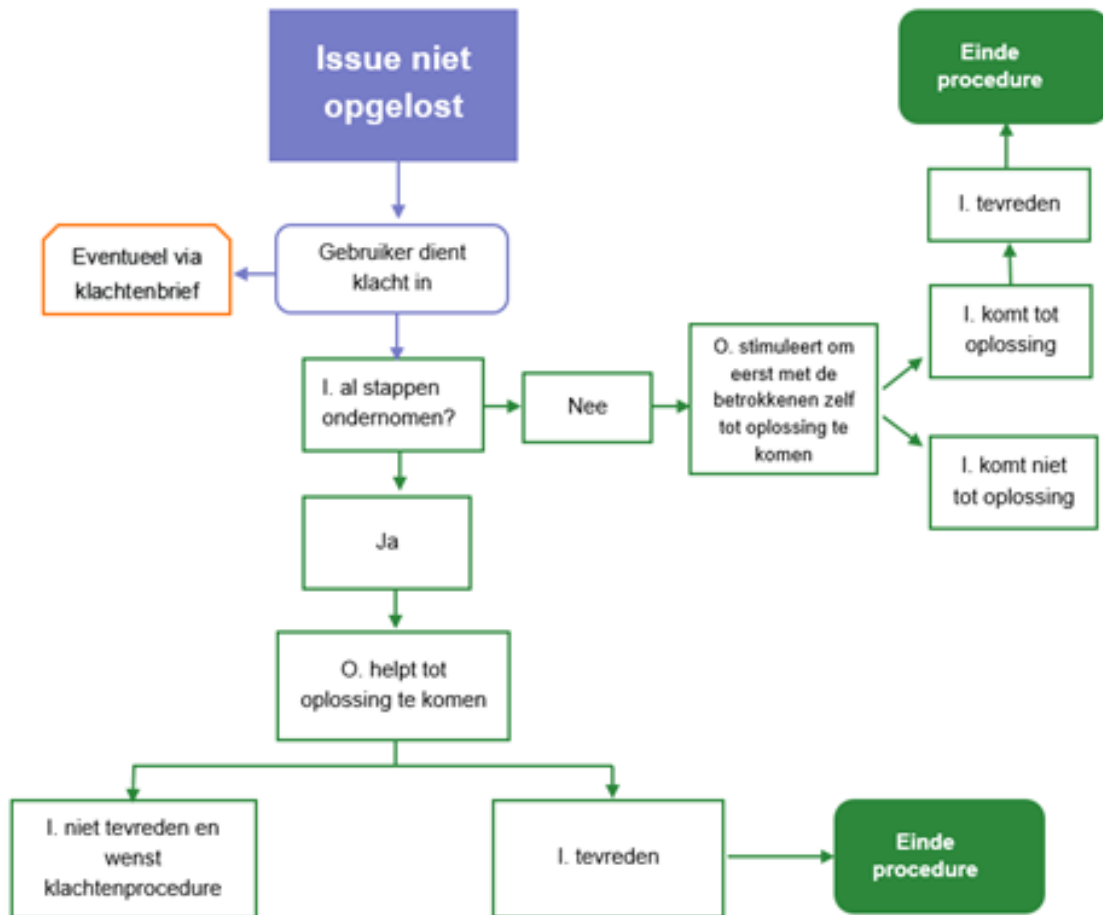 Issue niet
opgelost
Einde
procedure
I. tevreden
Eventueel via
klachtenbrief
Gebruiker dient
klacht in
I. komt tot
oplossing
O. stimuleert om
eerst met de
betrokkenen zelf
tot oplossing te
komen
I. al stappen
ondernomen?
Nee
I. komt niet
tot oplossing
Ja
O. helpt tot
oplossing te komen
I. niet tevreden en
wenst
klachtenprocedure
I. tevreden
Einde
procedure